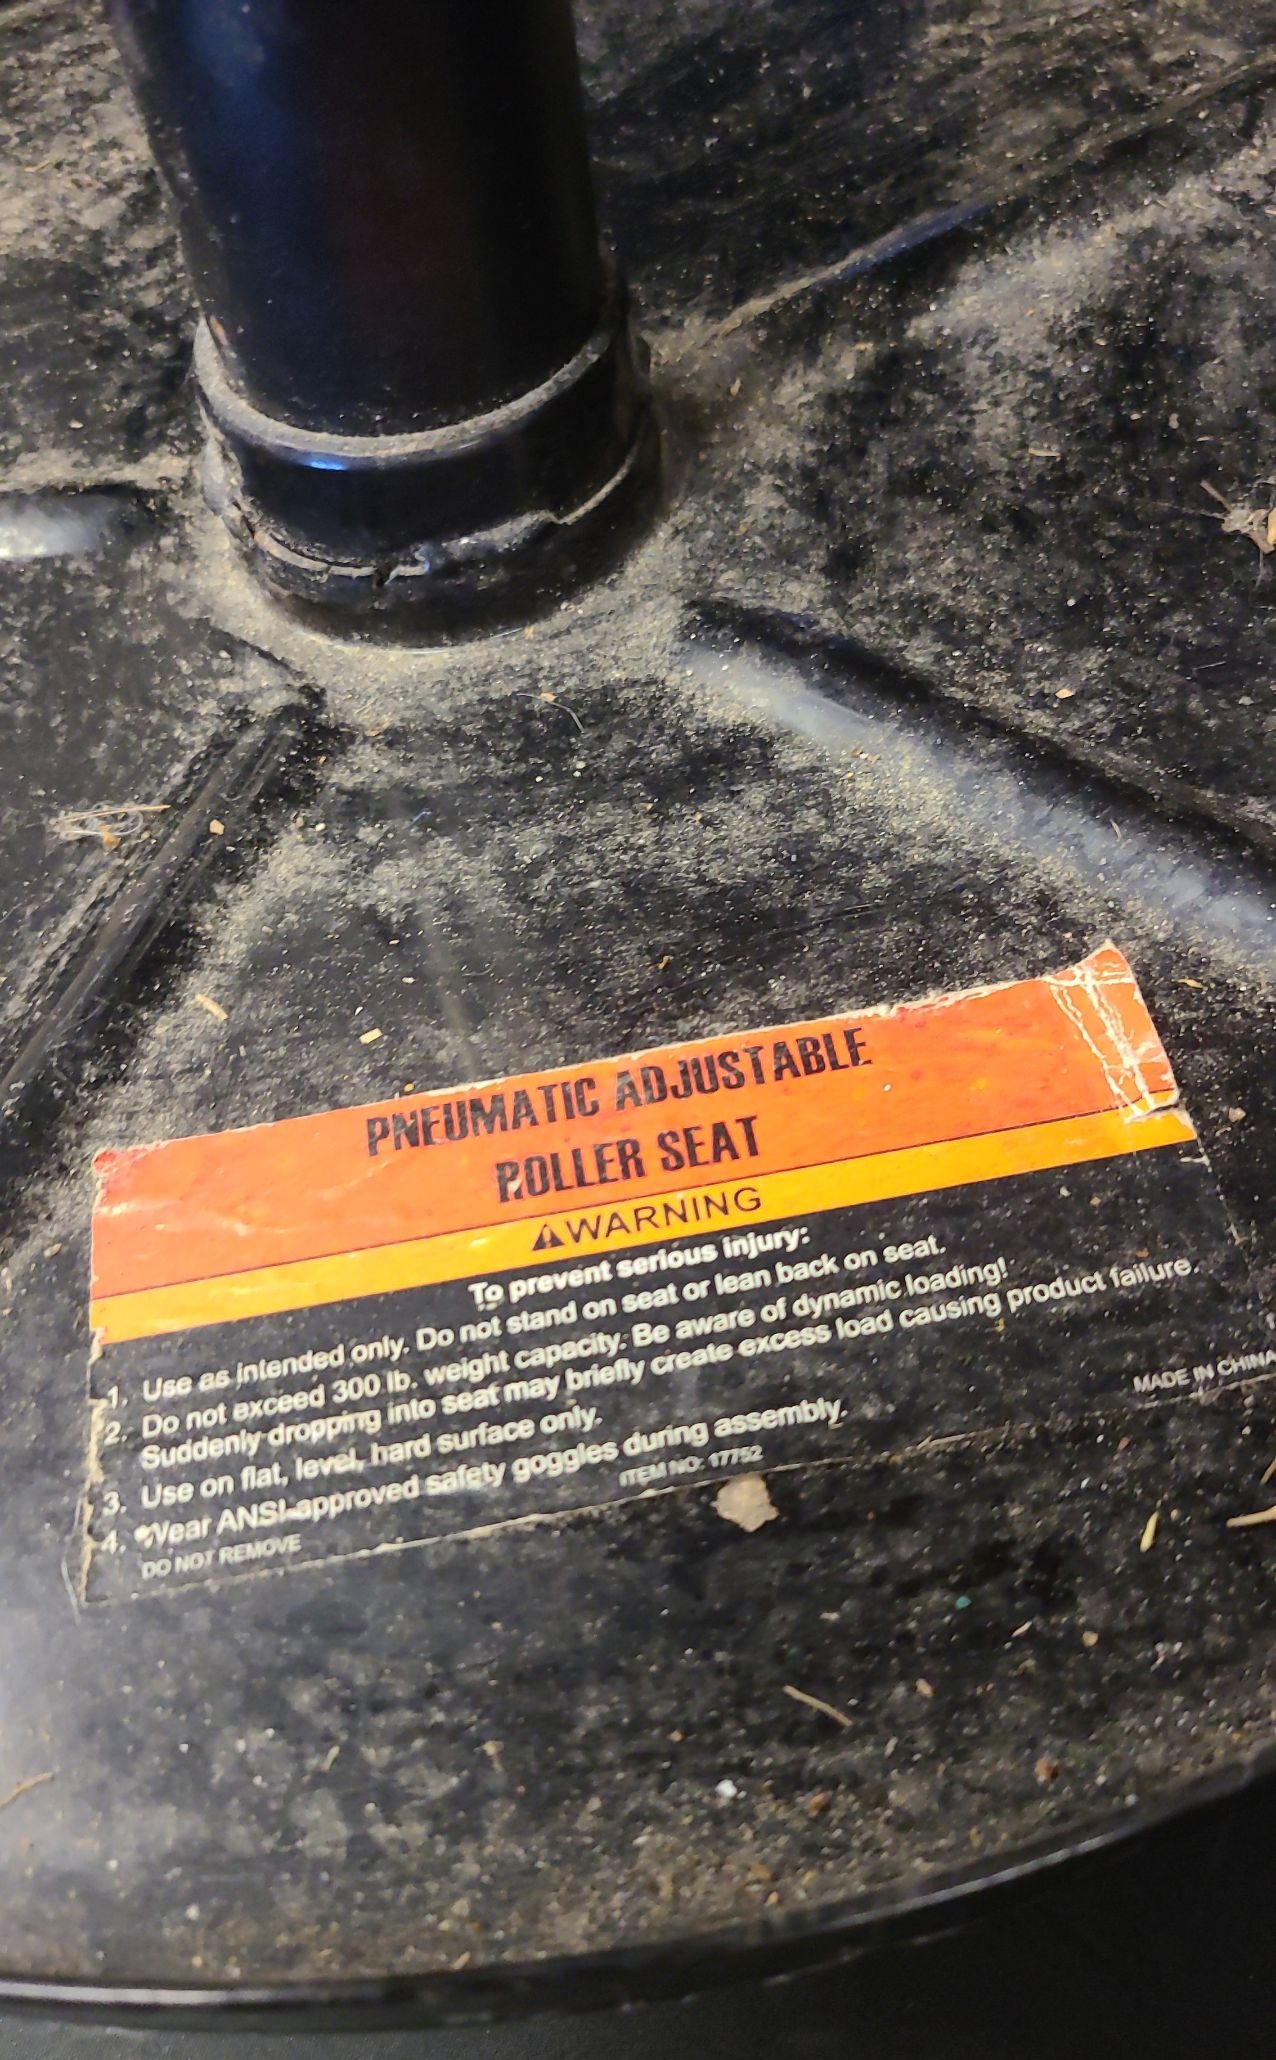 PNEUMATIC ADJUSTABLE
ROLLER SEAT
⚠WARNING
To prevent serious injury:
1. Use as intended only. Do not stand on seat or lean back on seat.
2. Do not exceed 300 lb. weight capacity. Be aware of dynamic loading!
Suddenly dropping into seat may briefly create excess load causing product failure.
3. Use on flat, level, hard surface only.
4. Wear ANSI-approved safety goggles during assembly.
DO NOT REMOVE
ITEM NO: 17752
MADE IN CHINA